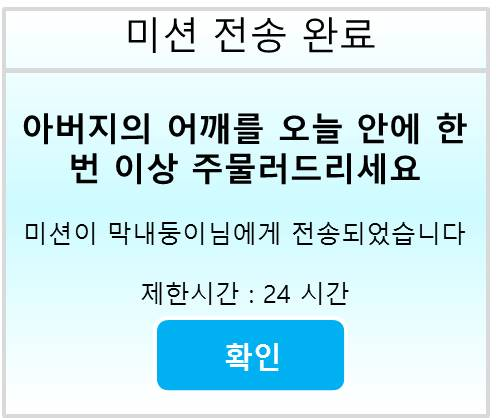 미션 전송 완료
아버지의 어깨를 오늘 안에 한
번 이상 주물러드리세요
미션이 막내둥이님에게 전송되었습니다
제한시간 : 24 시간
확인